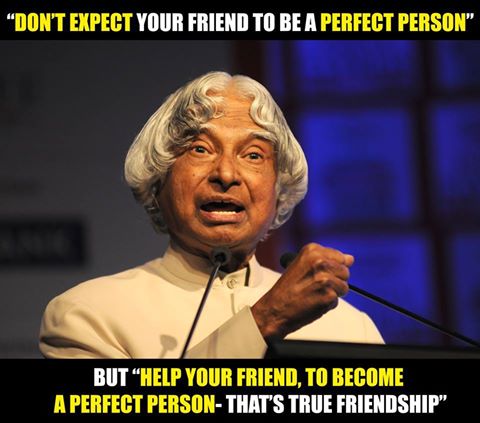 “DON’T EXPECT YOUR FRIEND TO BE A PERFECT PERSON”
BUT “HELP YOUR FRIEND, TO BECOME
A PERFECT PERSON- THAT’S TRUE FRIENDSHIP”